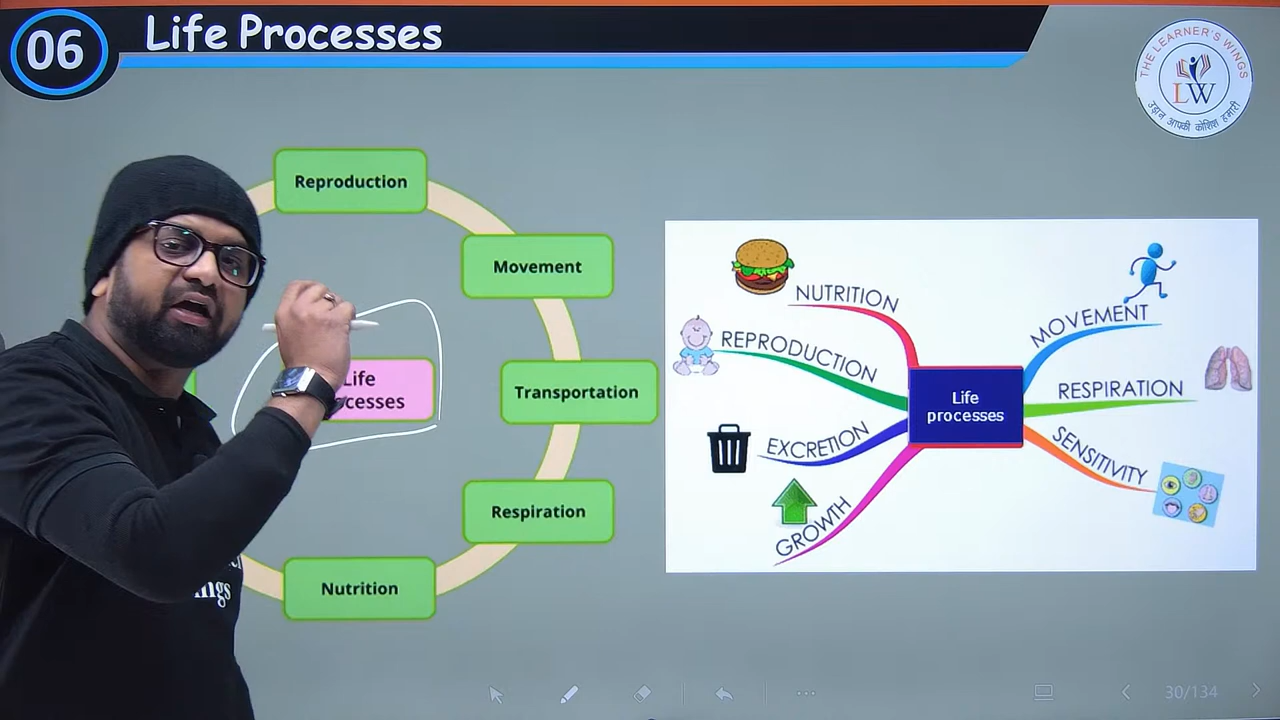 06
Life Processes
THE LEARNER'S WINGS
LW
उड़ान आपकी कोशिश हमारी
Reproduction
Movement
Transportation
Respiration
Nutrition
Life
NUTRITION
REPRODUCTION
EXCRETION
GROWTH
Life
processes
MOVEMENT
RESPIRATION
SENSITIVITY
30/134